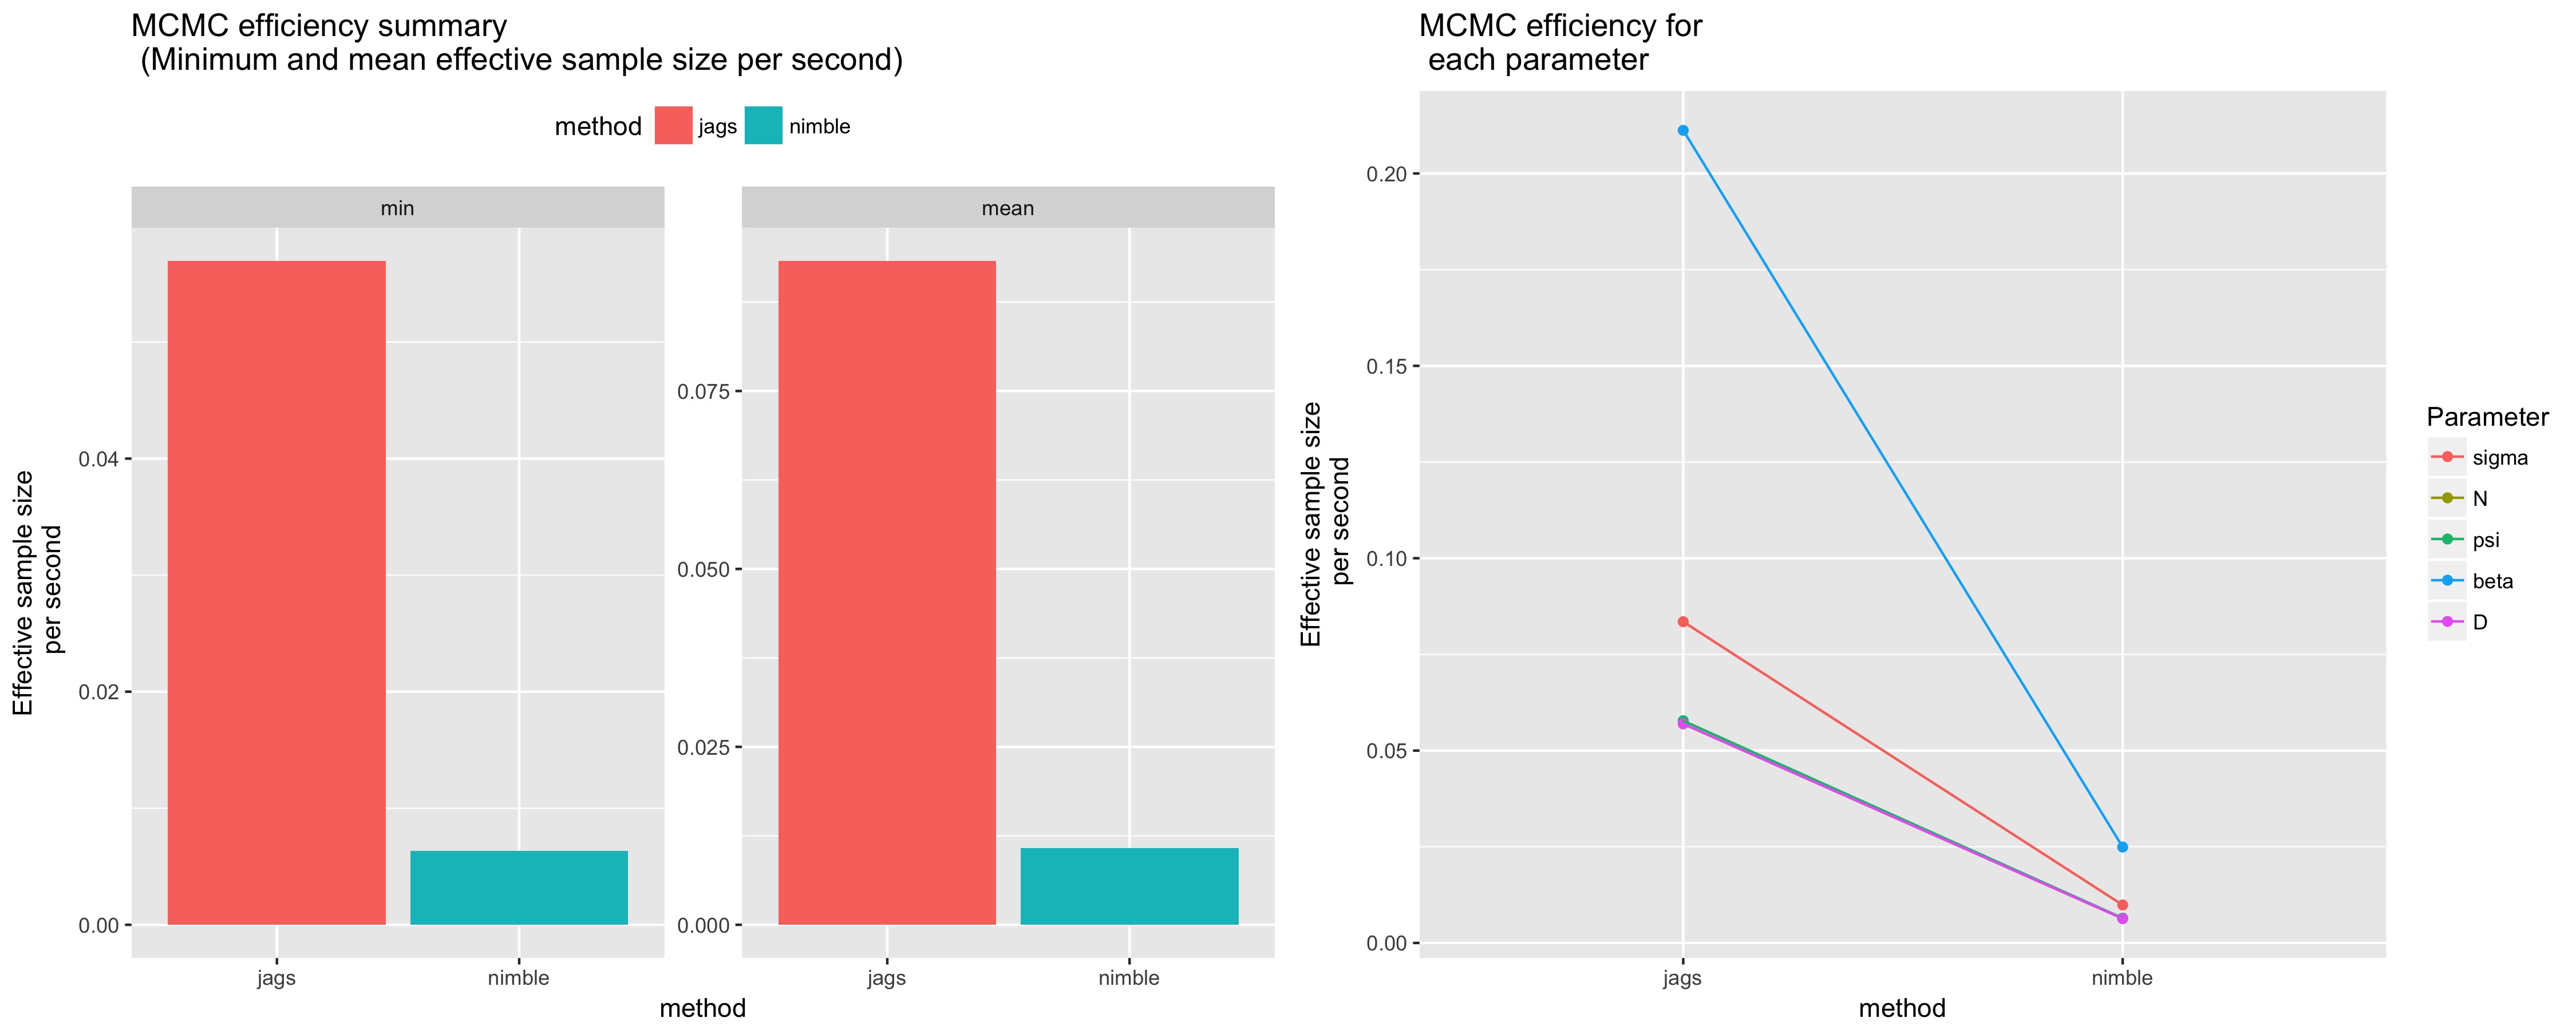 MCMC efficiency summary
(Minimum and mean effective sample size per second)
method jags nimble
min
mean
Effective sample size
per second
0.04
0.02
0.00
0.075
0.050
0.025
0.000
jags nimble
jags nimble
method
MCMC efficiency for
each parameter
Effective sample size
per second
0.20
0.15
0.10
0.05
0.00
jags nimble
method
Parameter
sigma
N
psi
beta
D